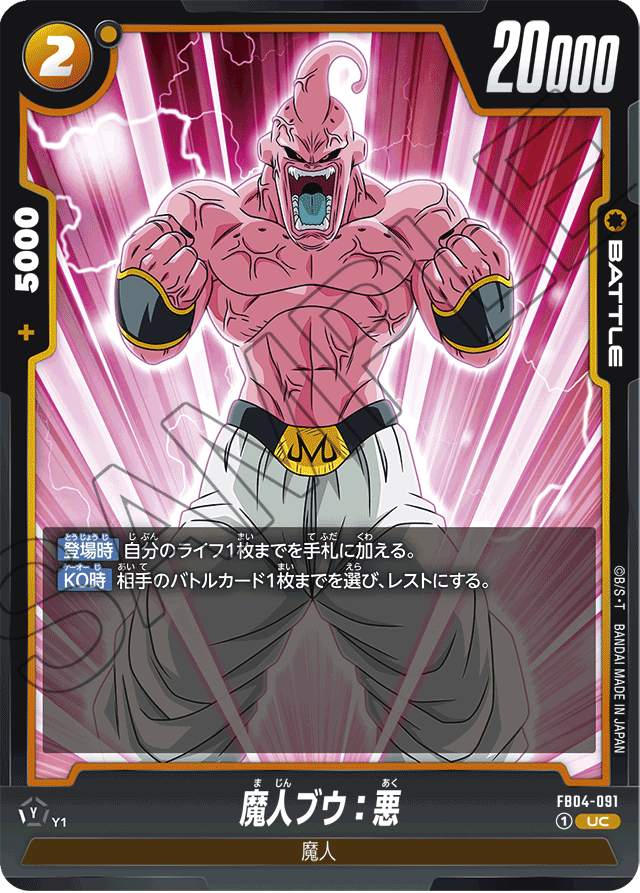 2
20000
+ 5000
BATTLE
SAMPLE
登場時 自分のライフ1枚までを手札に加える。
KO時 相手のバトルカード1枚までを選び、レストにする。
©B/S・T BANDAI MADE IN JAPAN
魔人ブウ：悪
FB04-091
Y Y1
1 UC
魔人